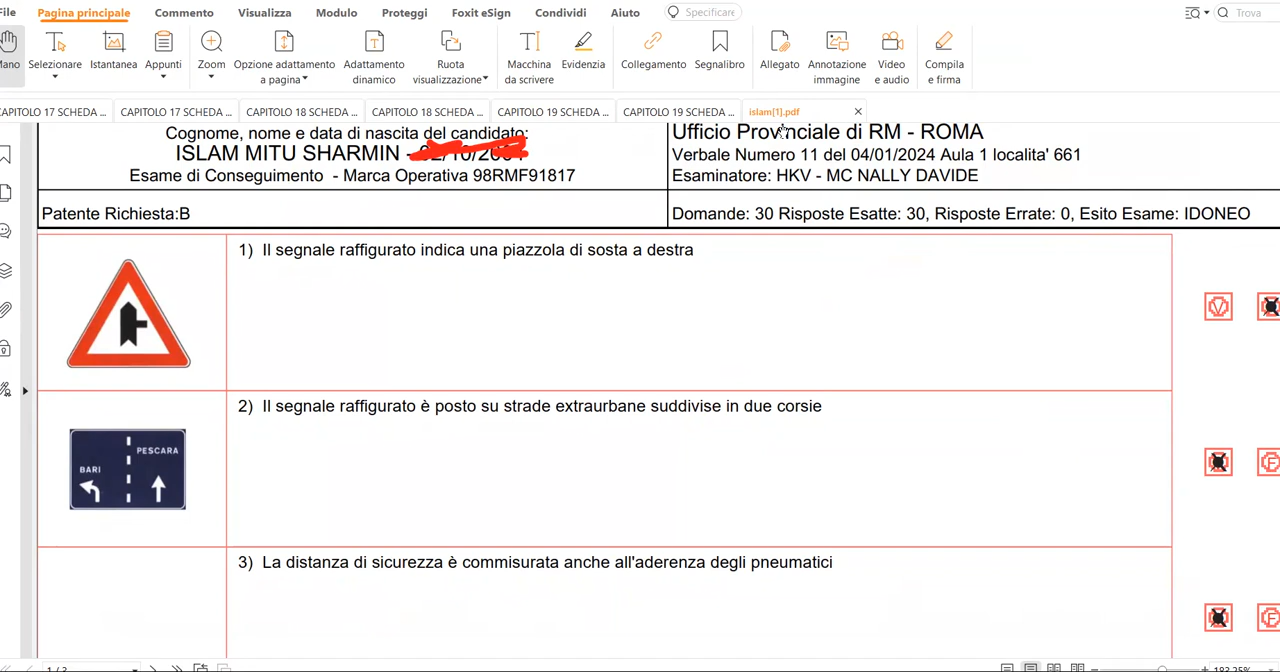 File Pagina principale Commento Visualizza Modulo Proteggi Foxit eSign Condividi Aiuto Specificare Trova
Mano Selezionare Istantanea Appunti Zoom Opzione adattamento a pagina Adattamento dinamico Ruota visualizzazione Macchina da scrivere Evidenzia Collegamento Segnalibro Allegato Annotazione immagine Video e audio Compila e firma
CAPITOLO 17 SCHEDA ... CAPITOLO 17 SCHEDA ... CAPITOLO 18 SCHEDA ... CAPITOLO 18 SCHEDA ... CAPITOLO 19 SCHEDA ... CAPITOLO 19 SCHEDA ... islam[1].pdf
Cognome, nome e data di nascita del candidato:
ISLAM MITU SHARMIN -
Esame di Conseguimento - Marca Operativa 98RMF91817
Ufficio Provinciale di RM - ROMA
Verbale Numero 11 del 04/01/2024 Aula 1 localita' 661
Esaminatore: HKV - MC NALLY DAVIDE
Patente Richiesta:B
Domande: 30 Risposte Esatte: 30, Risposte Errate: 0, Esito Esame: IDONEO
1) Il segnale raffigurato indica una piazzola di sosta a destra
V
2) Il segnale raffigurato è posto su strade extraurbane suddivise in due corsie
PESCARA
BARI
F
3) La distanza di sicurezza è commisurata anche all'aderenza degli pneumatici
F
1 / 3
183.25%